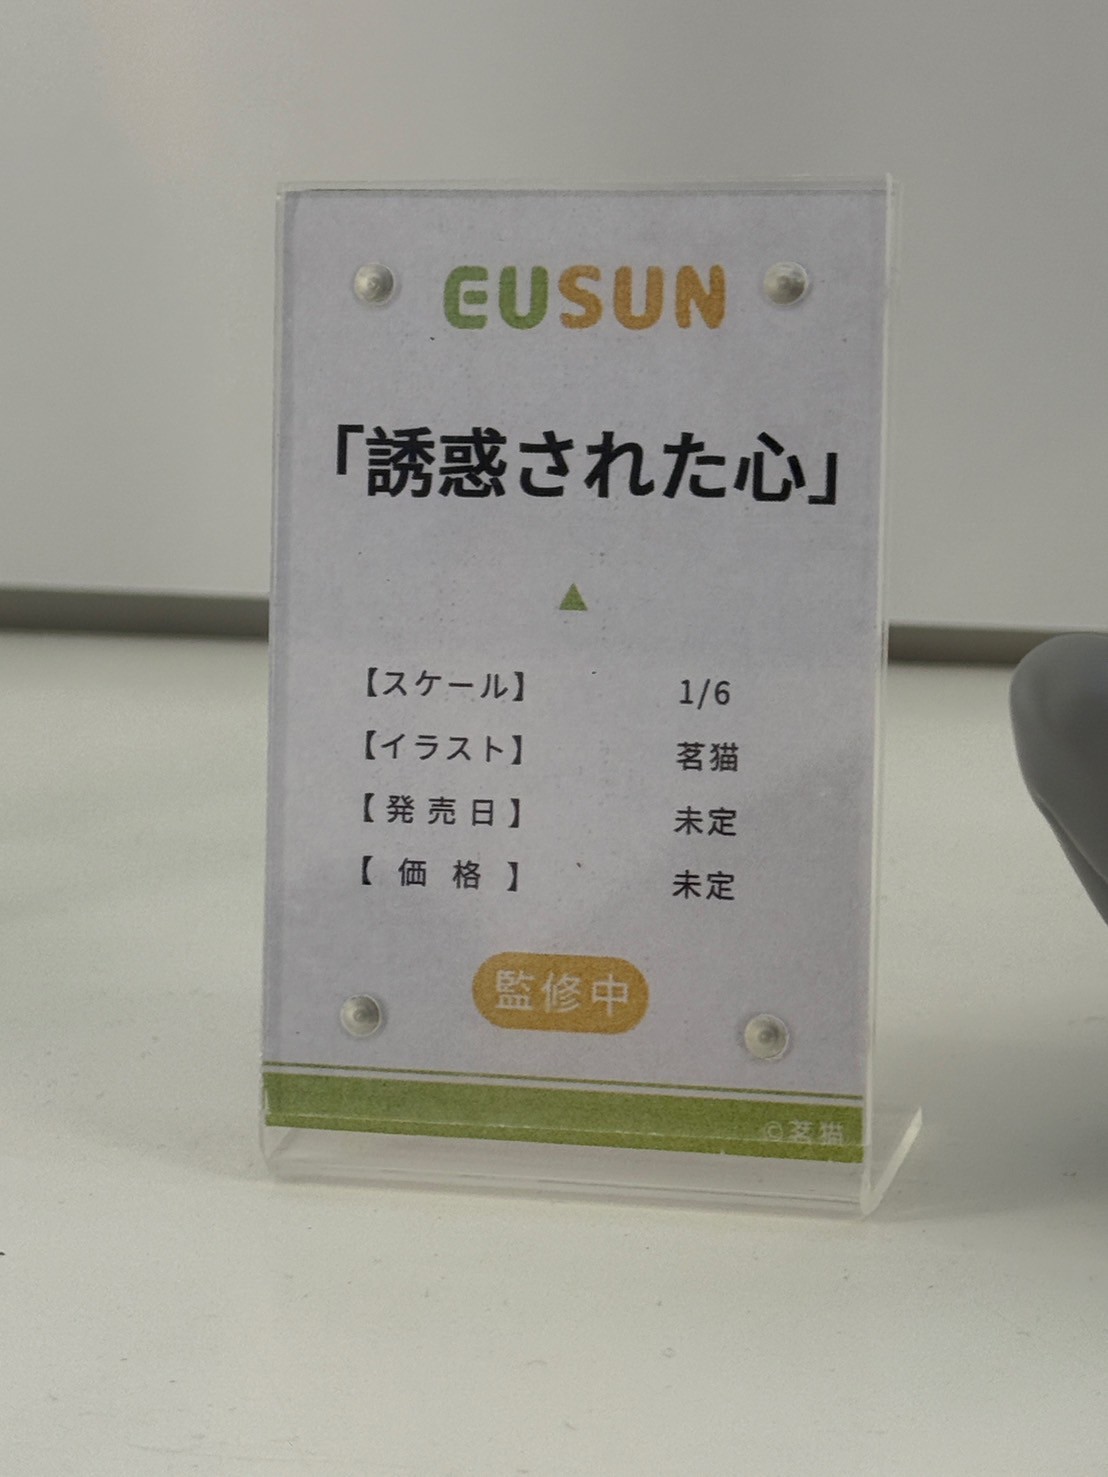 EUSUN
「誘惑された心」
【スケール】 1/6
【イラスト】 茗猫
【発売日】 未定
【価格】 未定
監修中
©茗猫